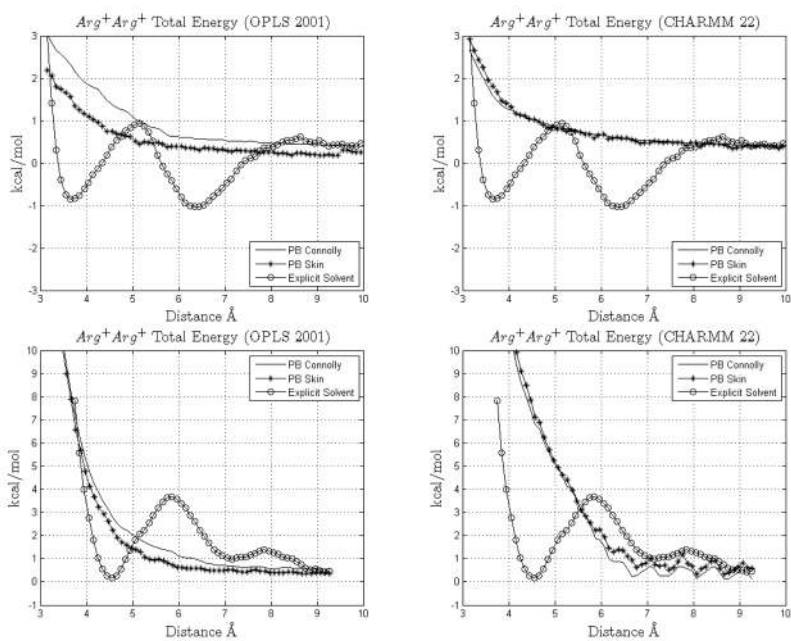 Arg⁺Arg⁺ Total Energy (OPLS 2001)
kcal/mol
3
2
1
0
-1
-2
-3
PB Connolly
PB Skin
Explicit Solvent
3 4 5 6 7 8 9 10
Distance Å
Arg⁺Arg⁺ Total Energy (CHARMM 22)
kcal/mol
3
2
1
0
-1
-2
-3
PB Connolly
PB Skin
Explicit Solvent
3 4 5 6 7 8 9 10
Distance Å
Arg⁺Arg⁺ Total Energy (OPLS 2001)
kcal/mol
10
9
8
7
6
5
4
3
2
1
0
-1
PB Connolly
PB Skin
Explicit Solvent
3 4 5 6 7 8 9 10
Distance Å
Arg⁺Arg⁺ Total Energy (CHARMM 22)
kcal/mol
10
9
8
7
6
5
4
3
2
1
0
-1
PB Connolly
PB Skin
Explicit Solvent
3 4 5 6 7 8 9 10
Distance Å